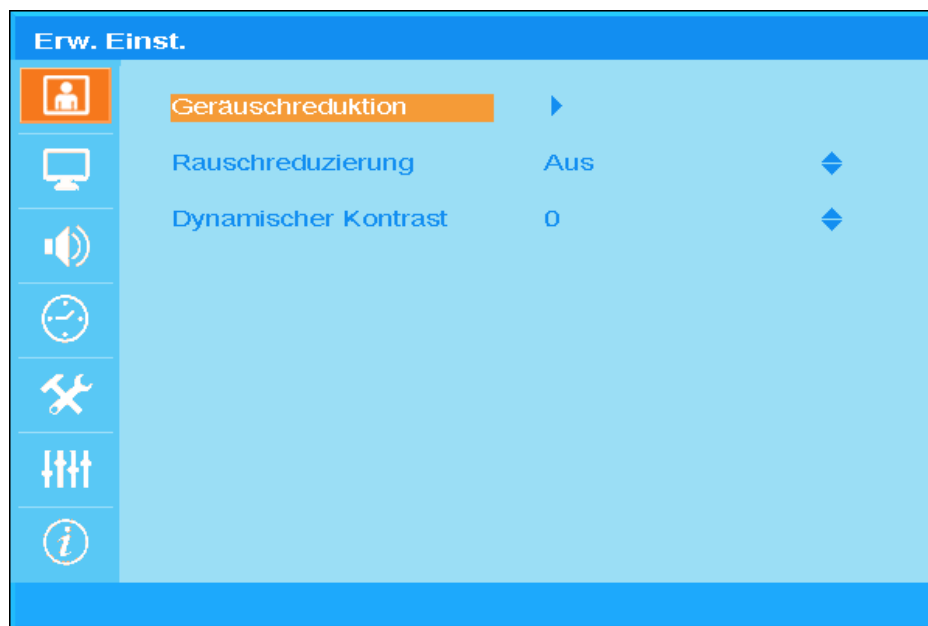 Erw. Einst.
Geräuschreduktion
Rauschreduzierung Aus
Dynamischer Kontrast 0